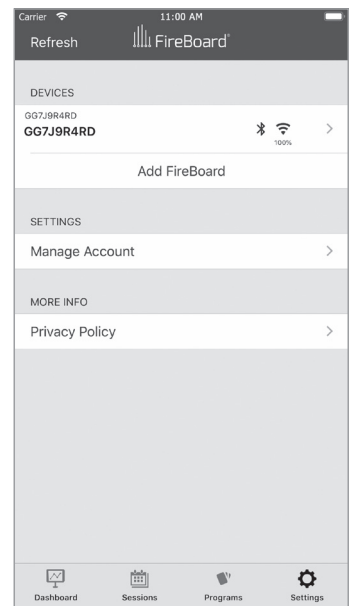 Carrier 11:00 AM
Refresh FireBoard®
DEVICES
GG7J9R4RD
GG7J9R4RD
100%
Add FireBoard
SETTINGS
Manage Account
MORE INFO
Privacy Policy
Dashboard Sessions Programs Settings